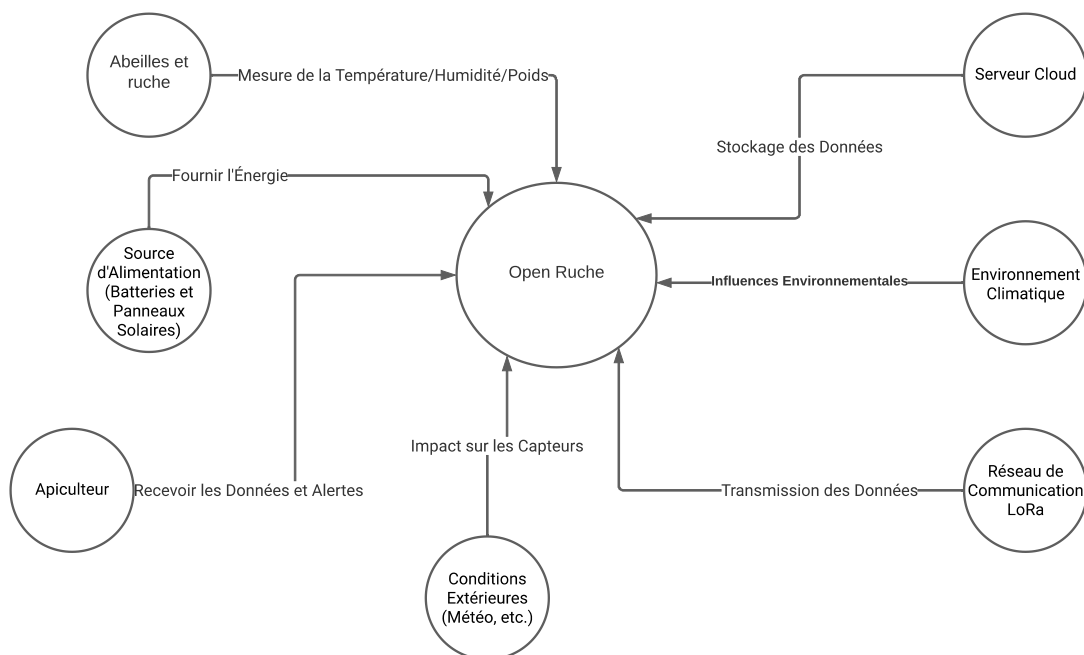 Abeilles et
ruche
Mesure de la Température/Humidité/Poids
Serveur Cloud
Stockage des Données
Fournir l'Énergie
Source
d'Alimentation
(Batteries et
Panneaux
Solaires)
Open Ruche
Influences Environnementales
Environnement
Climatique
Impact sur les Capteurs
Apiculteur
Recevoir les Données et Alertes
Transmission des Données
Réseau de
Communication
LoRa
Conditions
Extérieures
(Météo, etc.)